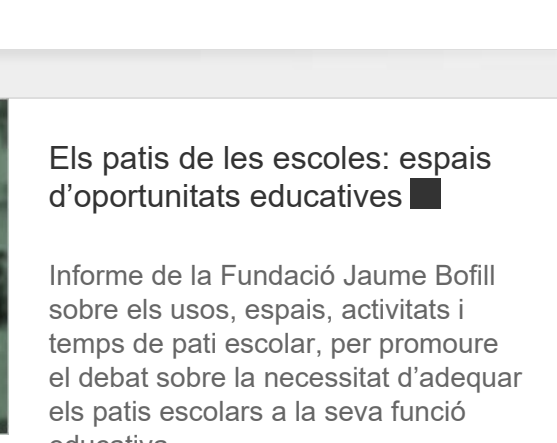 Els patis de les escoles: espais
d’oportunitats educatives
Informe de la Fundació Jaume Bofill
sobre els usos, espais, activitats i
temps de pati escolar, per promoure
el debat sobre la necessitat d’adequar
els patis escolars a la seva funció
educativa